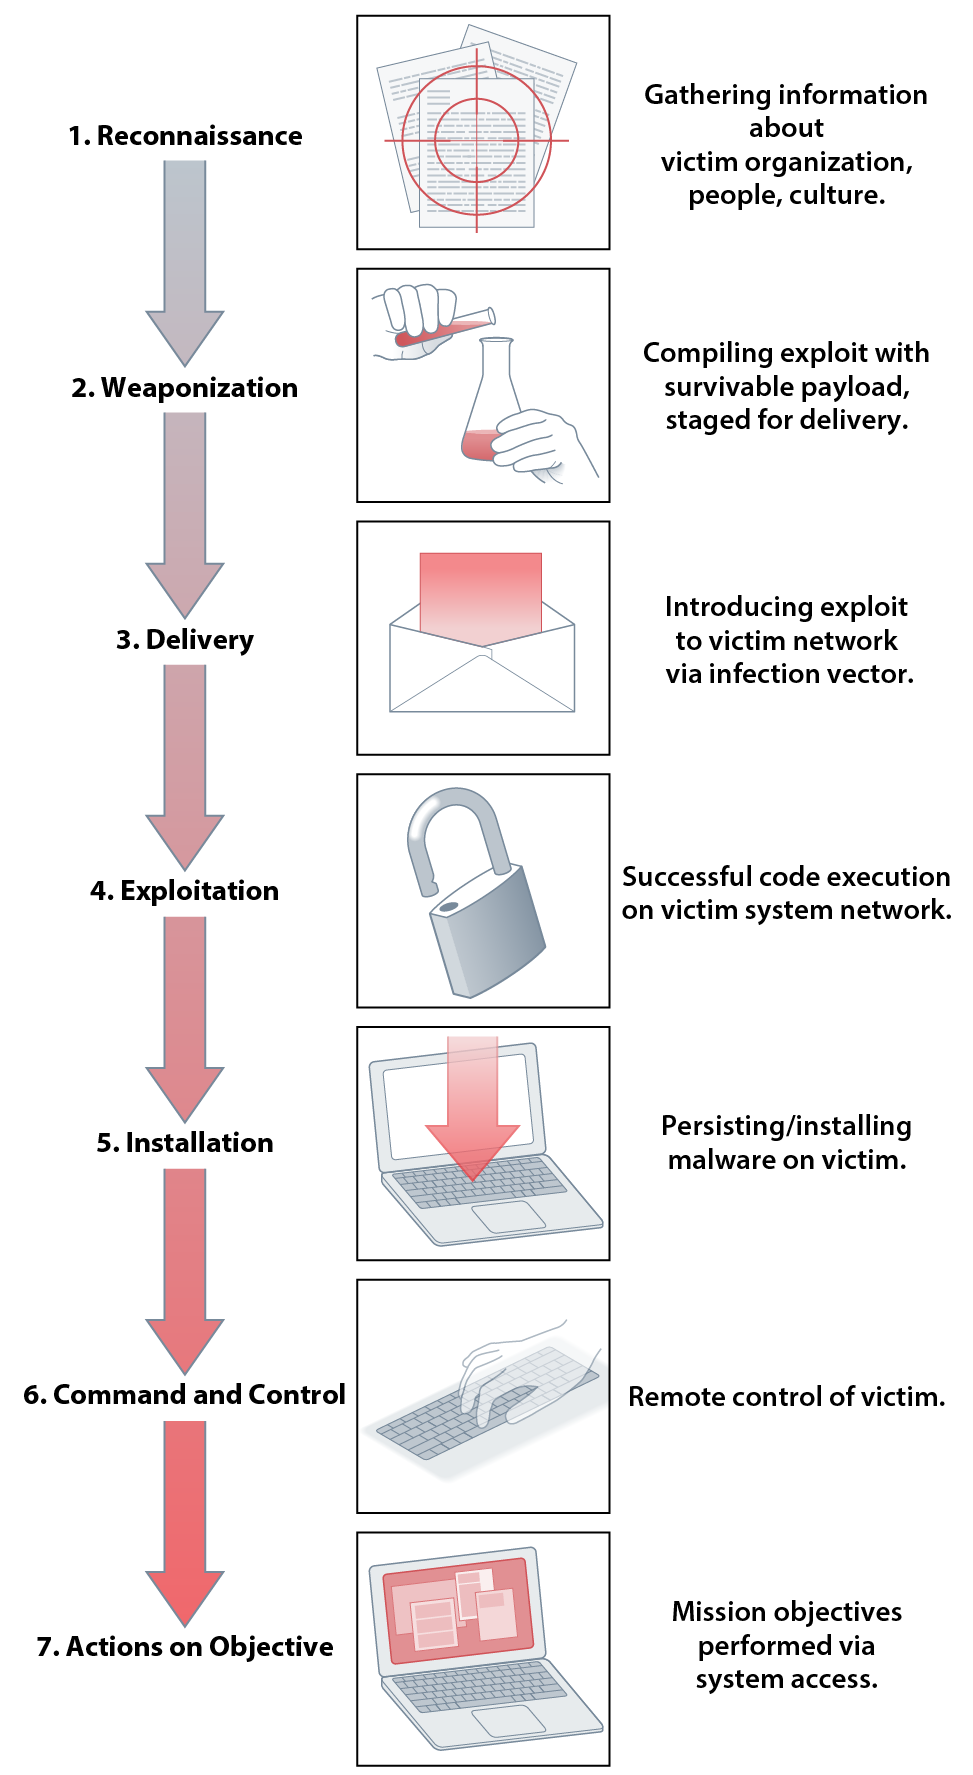 1. Reconnaissance
Gathering information
about
victim organization,
people, culture.
2. Weaponization
Compiling exploit with
survivable payload,
staged for delivery.
3. Delivery
Introducing exploit
to victim network
via infection vector.
4. Exploitation
Successful code execution
on victim system network.
5. Installation
Persisting/installing
malware on victim.
6. Command and Control
Remote control of victim.
7. Actions on Objective
Mission objectives
performed via
system access.